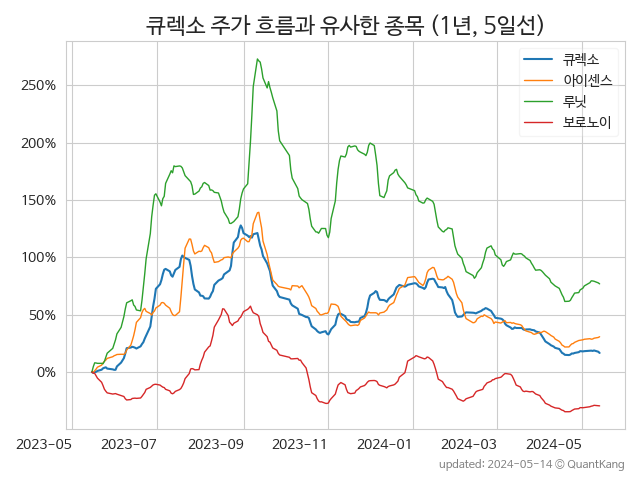 큐렉소 주가 흐름과 유사한 종목 (1년, 5일선)
큐렉소
아이센스
루닛
보로노이
250%
200%
150%
100%
50%
0%
2023-05 2023-07 2023-09 2023-11 2024-01 2024-03 2024-05
updated: 2024-05-14 © QuantKang